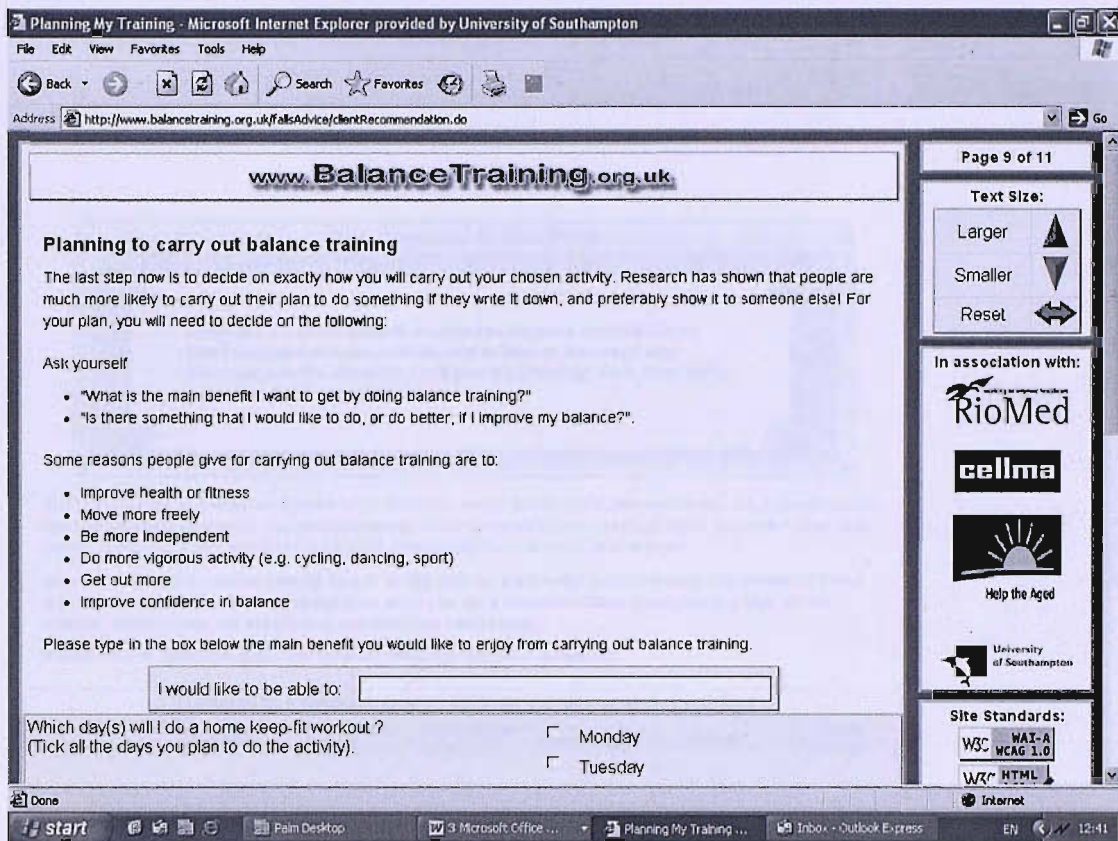 Planning My Training - Microsoft Internet Explorer provided by University of Southampton
File Edit View Favorites Tools Help
Back Search Favorites
Address http://www.balancetraining.org.uk/fallsAdvice/clientRecommendation.do Go
www.BalanceTraining.org.uk
Planning to carry out balance training
The last step now is to decide on exactly how you will carry out your chosen activity. Research has shown that people are
much more likely to carry out their plan to do something if they write it down, and preferably show it to someone else! For
your plan, you will need to decide on the following:
Ask yourself
• "What is the main benefit I want to get by doing balance training?"
• "Is there something that I would like to do, or do better, if I improve my balance?".
Some reasons people give for carrying out balance training are to:
• Improve health or fitness
• Move more freely
• Be more independent
• Do more vigorous activity (e.g. cycling, dancing, sport)
• Get out more
• Improve confidence in balance
Please type in the box below the main benefit you would like to enjoy from carrying out balance training.
I would like to be able to:
Which day(s) will I do a home keep-fit workout ?
(Tick all the days you plan to do the activity).
Monday
Tuesday
Page 9 of 11
Text Size:
Larger
Smaller
Reset
In association with:
RioMed
cellma
Help the Aged
University
of Southampton
Site Standards:
W3C WAI-A
WCAG 1.0
W3C HTML
Done Internet
start Palm Desktop 3 Microsoft Office ... Planning My Training ... Inbox - Outlook Express EN 12:41